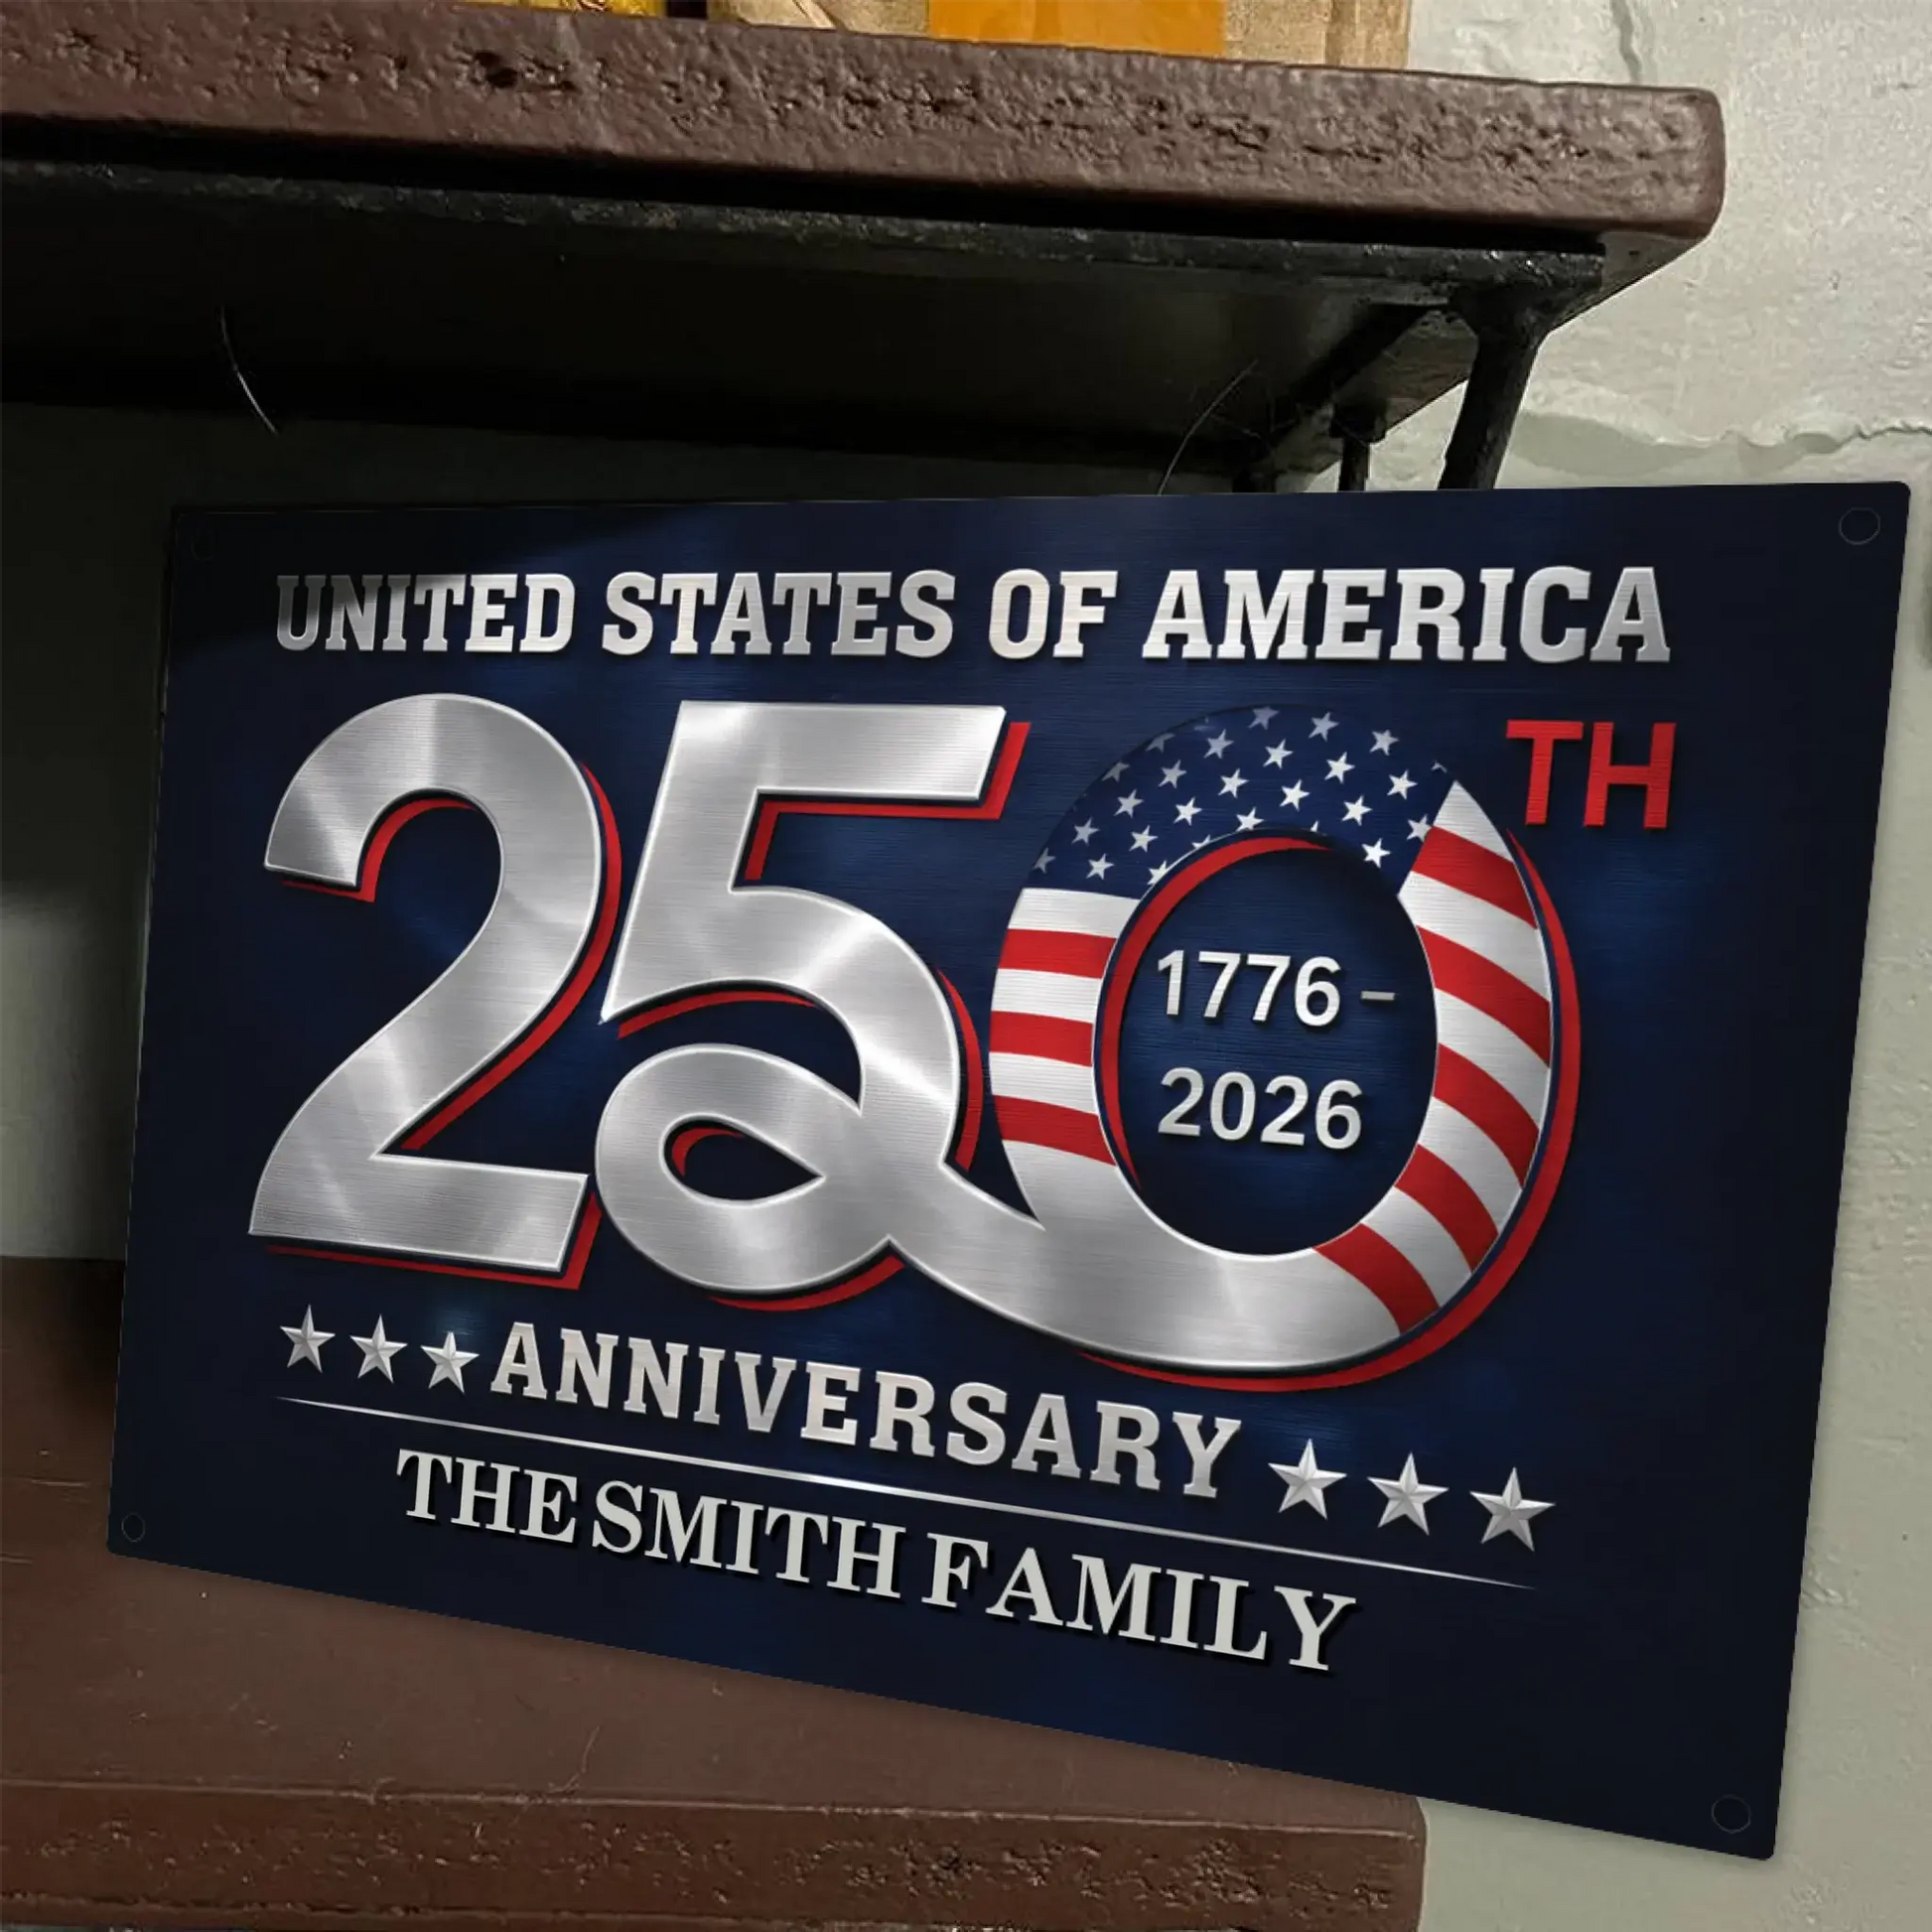 UNITED STATES OF AMERICA
250TH
1776 –
2026
ANNIVERSARY
THE SMITH FAMILY